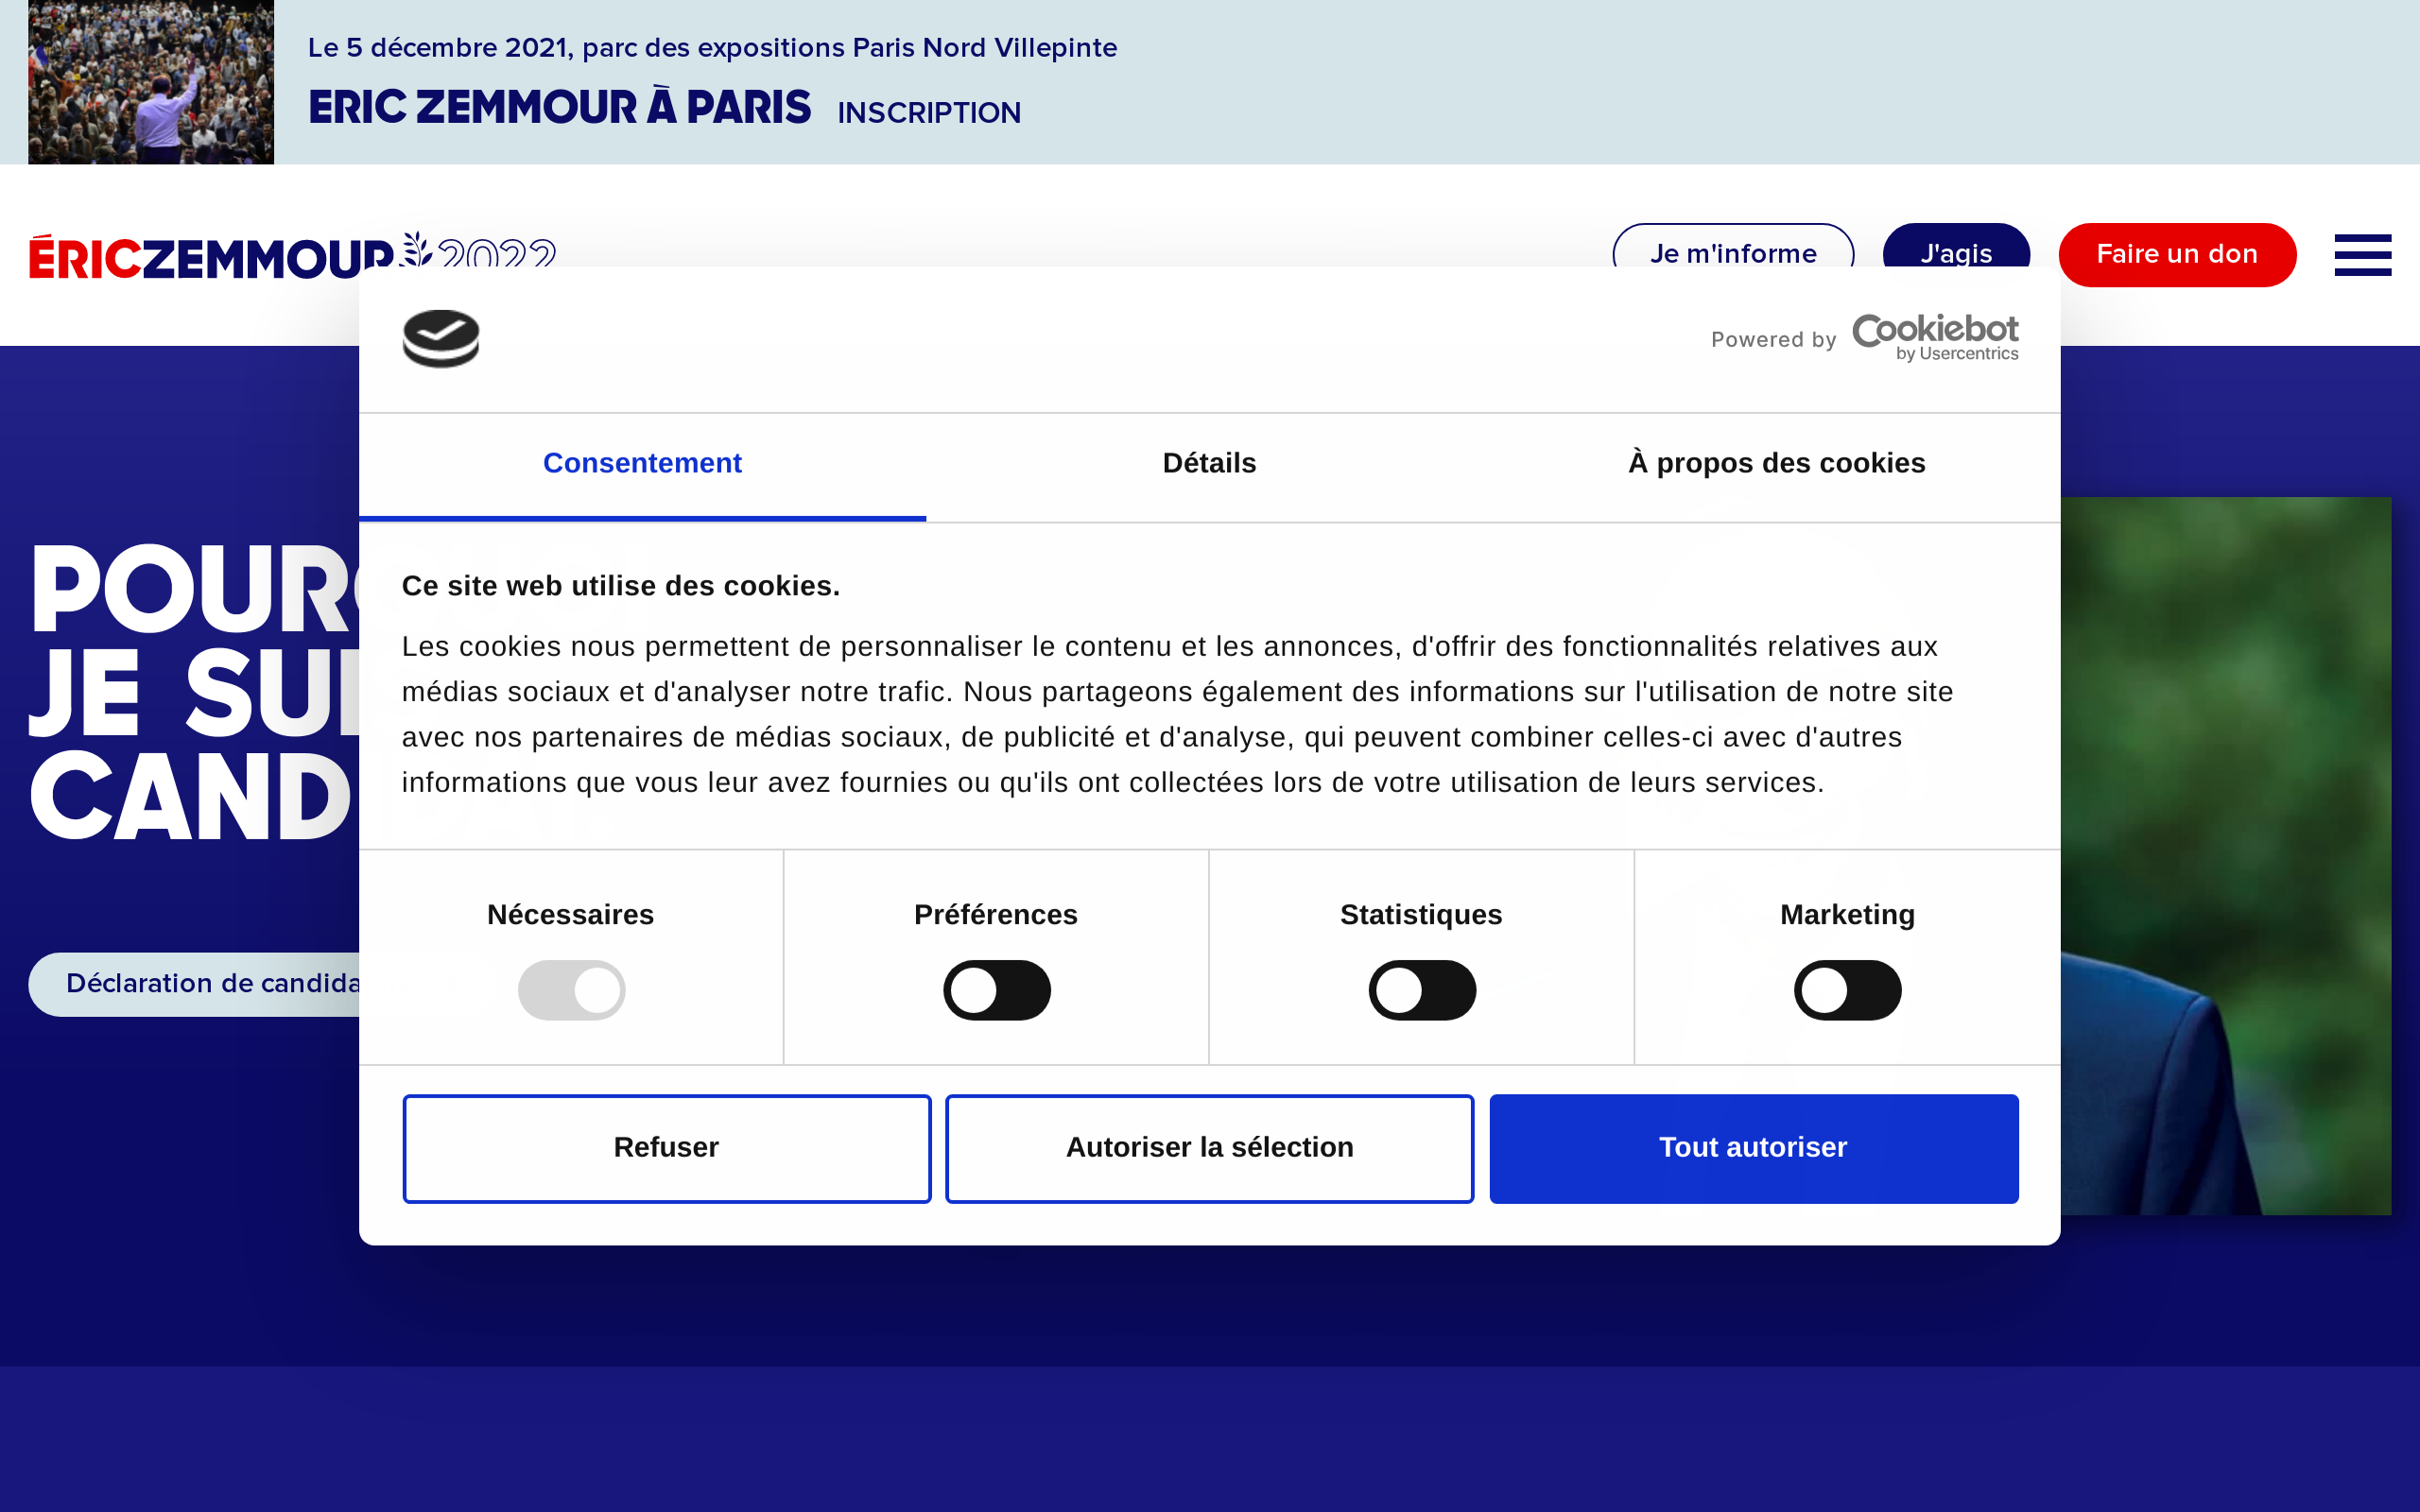 Le 5 décembre 2021, parc des expositions Paris Nord Villepinte
ERIC ZEMMOUR À PARIS INSCRIPTION
ÉRICZEMMOUR 2022
Je m'informe
J'agis
Faire un don
Powered by Cookiebot
by Usercentrics
Consentement
Détails
À propos des cookies
POUR
JE SUI
CAND
Déclaration de candida
Ce site web utilise des cookies.
Les cookies nous permettent de personnaliser le contenu et les annonces, d'offrir des fonctionnalités relatives aux
médias sociaux et d'analyser notre trafic. Nous partageons également des informations sur l'utilisation de notre site
avec nos partenaires de médias sociaux, de publicité et d'analyse, qui peuvent combiner celles-ci avec d'autres
informations que vous leur avez fournies ou qu'ils ont collectées lors de votre utilisation de leurs services.
Nécessaires
Préférences
Statistiques
Marketing
Refuser
Autoriser la sélection
Tout autoriser